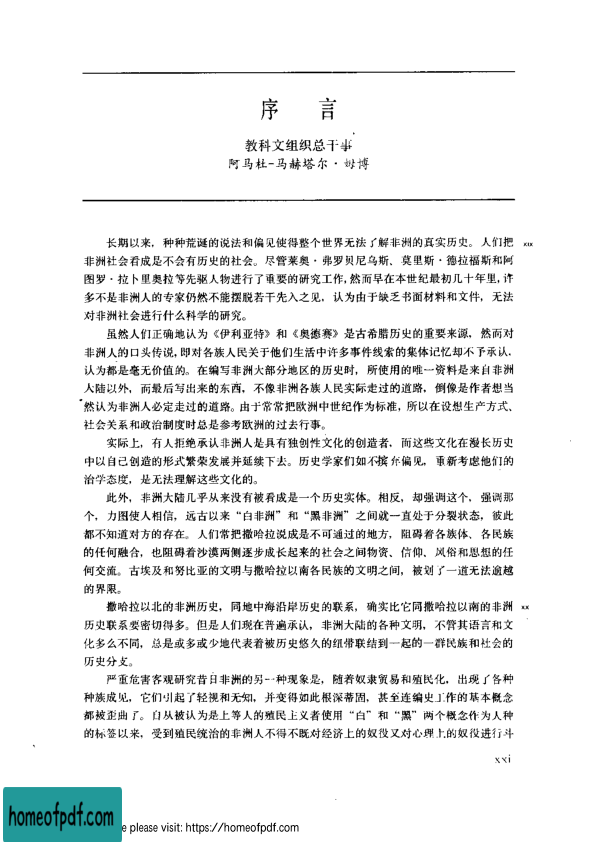 序 言
教科文组织总干事
阿马杜-马赫塔尔·姆博
长期以来，种种荒诞的说法和偏见使得整个世界无法了解非洲的真实历史。人们把 xix
非洲社会看成是不会有历史的社会。尽管莱奥·弗罗贝尼乌斯、莫里斯·德拉福斯和阿
图罗·拉卜里奥拉等先驱人物进行了重要的研究工作，然而早在本世纪最初几十年里，许
多不是非洲人的专家仍然不能摆脱若干先入之见，认为由于缺乏书面材料和文件，无法
对非洲社会进行什么科学的研究。
虽然人们正确地认为《伊利亚特》和《奥德赛》是古希腊历史的重要来源，然而对
非洲人的口头传说，即对各族人民关于他们生活中许多事件线索的集体记忆却不予承认，
认为都是毫无价值的。在编写非洲大部分地区的历史时，所使用的唯一资料是来自非洲
大陆以外，而最后写出来的东西，不像非洲各族人民实际走过的道路，倒像是作者想当
然认为非洲人必定走过的道路。由于常常把欧洲中世纪作为标准，所以在设想生产方式、
社会关系和政治制度时总是参考欧洲的过去行事。
实际上，有人拒绝承认非洲人是具有独创性文化的创造者，而这些文化在漫长历史
中以自己创造的形式繁荣发展并延续下去。历史学家们如不摈弃偏见，重新考虑他们的
治学态度，是无法理解这些文化的。
此外，非洲大陆几乎从来没有被看成是一个历史实体。相反，却强调这个，强调那
个，力图使人相信，远古以来“白非洲”和“黑非洲”之间就一直处于分裂状态，彼此
都不知道对方的存在。人们常把撒哈拉说成是不可通过的地方，阻碍着各族体、各民族
的任何融合，也阻碍着沙漠两侧逐步成长起来的社会之间物资、信仰、风俗和思想的任
何交流。古埃及和努比亚的文明与撒哈拉以南各民族的文明之间，被划了一道无法逾越
的界限。
撒哈拉以北的非洲历史，同地中海沿岸历史的联系，确实比它同撒哈拉以南的非洲 xx
历史联系要密切得多。但是人们现在普遍承认，非洲大陆的各种文明，不管其语言和文
化多么不同，总是或多或少地代表着被历史悠久的纽带联结到一起的一群民族和社会的
历史分支。
严重危害客观研究昔日非洲的另一种现象是，随着奴隶贸易和殖民化，出现了各种
种族成见，它们引起了轻视和无知，并变得如此根深蒂固，甚至连编史工作的基本概念
都被歪曲了。自从被认为是上等人的殖民主义者使用“白”和“黑”两个概念作为人种
的标签以来，受到殖民统治的非洲人不得不既对经济上的奴役又对心理上的奴役进行斗
xxi
homeofpdf.com
e please visit: https://homeofpdf.com